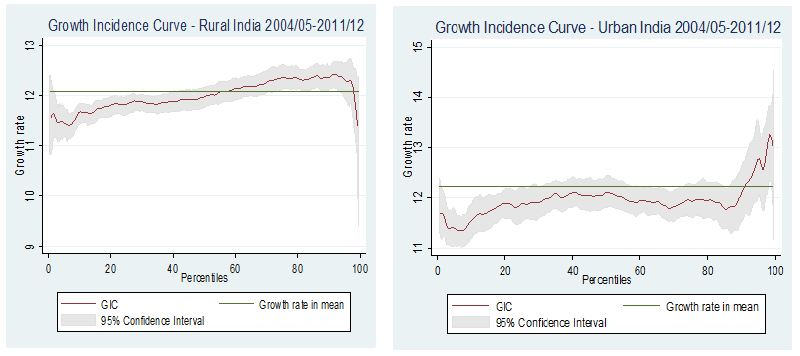 Growth Incidence Curve - Rural India 2004/05-2011/12
13
12
11
10
9
Growth rate
0 20 40 60 80 100
Percentiles
GIC Growth rate in mean
95% Confidence Interval
Growth Incidence Curve - Urban India 2004/05-2011/12
15
14
13
12
11
Growth rate
0 20 40 60 80 100
Percentiles
GIC Growth rate in mean
95% Confidence Interval